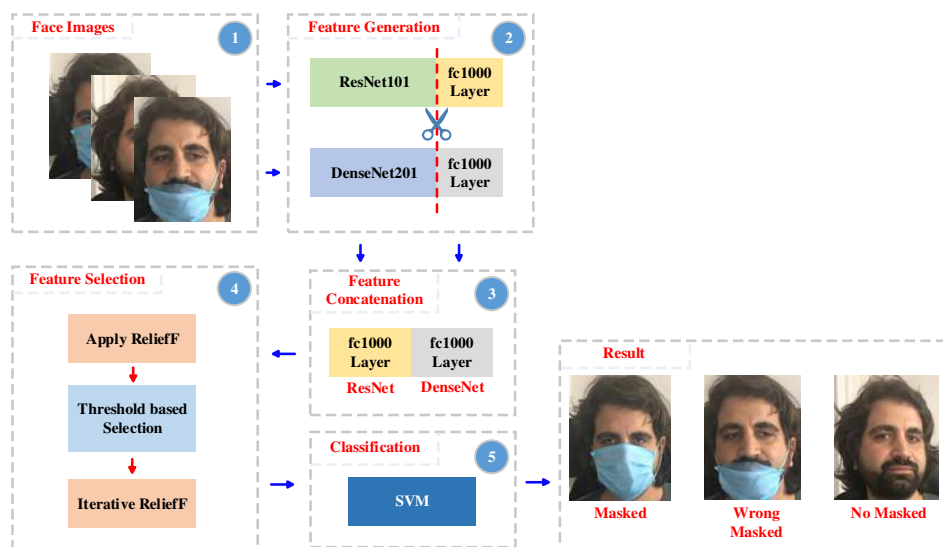 Face Images
1
Feature Generation
2
ResNet101
fc1000
Layer
DenseNet201
fc1000
Layer
Feature
Concatenation
3
fc1000
Layer
fc1000
Layer
ResNet
DenseNet
Feature Selection
4
Apply ReliefF
Threshold based
Selection
Iterative ReliefF
Classification
5
SVM
Result
Masked
Wrong
Masked
No Masked